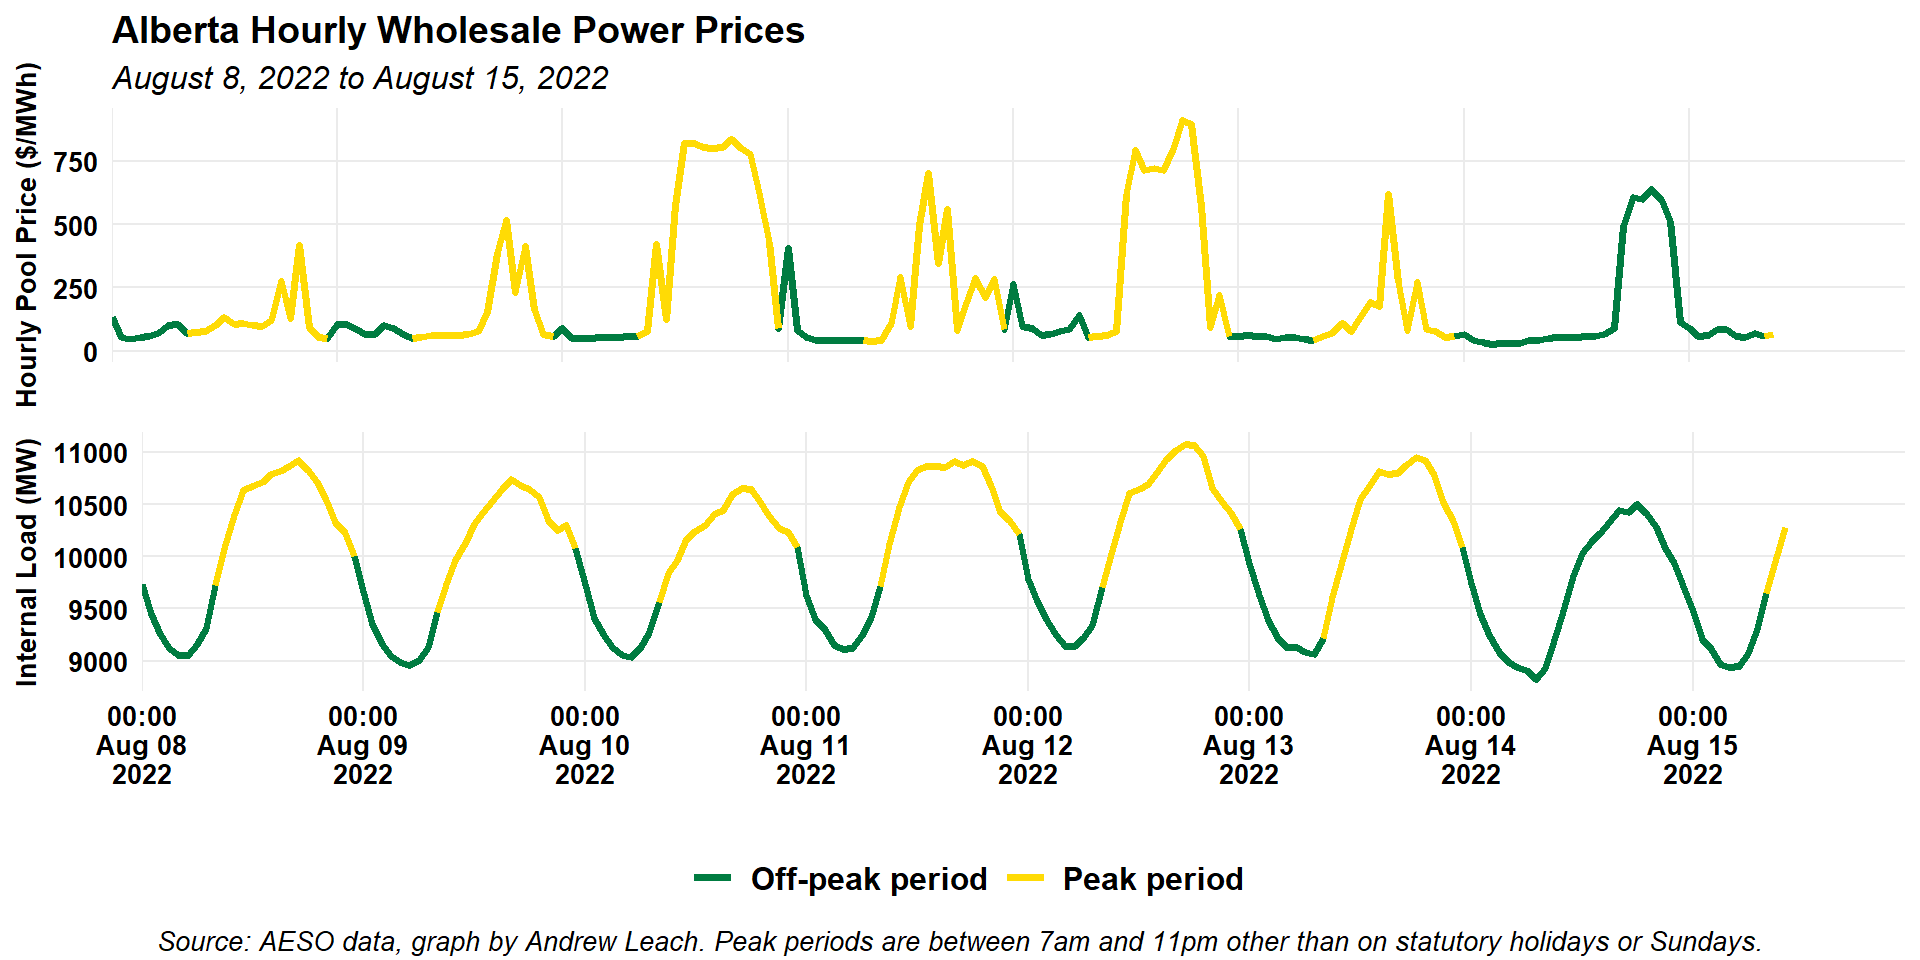 Alberta Hourly Wholesale Power Prices
August 8, 2022 to August 15, 2022
Hourly Pool Price ($/MWh)
750
500
250
0
Internal Load (MW)
11000
10500
10000
9500
9000
00:00 00:00 00:00 00:00 00:00 00:00 00:00 00:00
Aug 08 Aug 09 Aug 10 Aug 11 Aug 12 Aug 13 Aug 14 Aug 15
2022 2022 2022 2022 2022 2022 2022 2022
Off-peak period Peak period
Source: AESO data, graph by Andrew Leach. Peak periods are between 7am and 11pm other than on statutory holidays or Sundays.